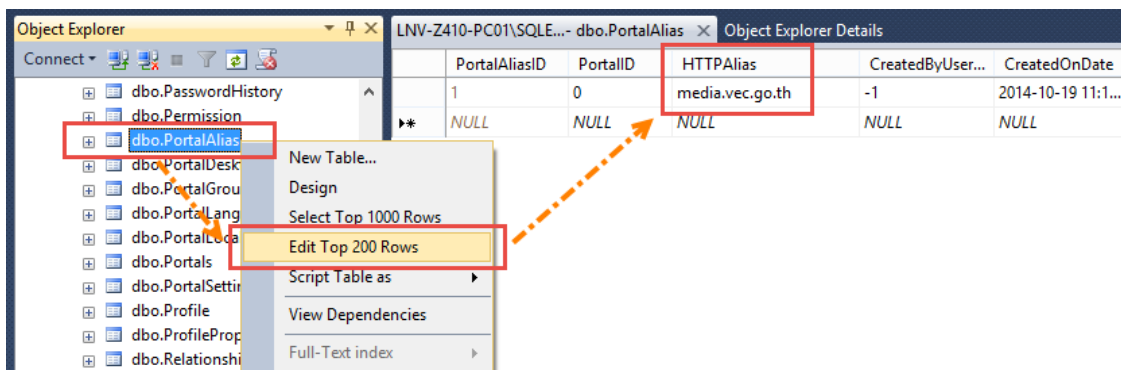 Object Explorer
Connect
dbo.PasswordHistory
dbo.Permission
dbo.PortalAlias
dbo.PortalDesk
dbo.PortalGrou
dbo.PortalLang
dbo.PortalLoca
dbo.Portals
dbo.PortalSettin
dbo.Profile
dbo.ProfileProp
dbo.Relationshi
New Table...
Design
Select Top 1000 Rows
Edit Top 200 Rows
Script Table as
View Dependencies
Full-Text index
LNV-Z410-PC01\SQLE...- dbo.PortalAlias Object Explorer Details
PortalAliasID PortalID HTTPAlias CreatedByUser... CreatedOnDate
1 0 media.vec.go.th -1 2014-10-19 11:1...
NULL NULL NULL NULL NULL